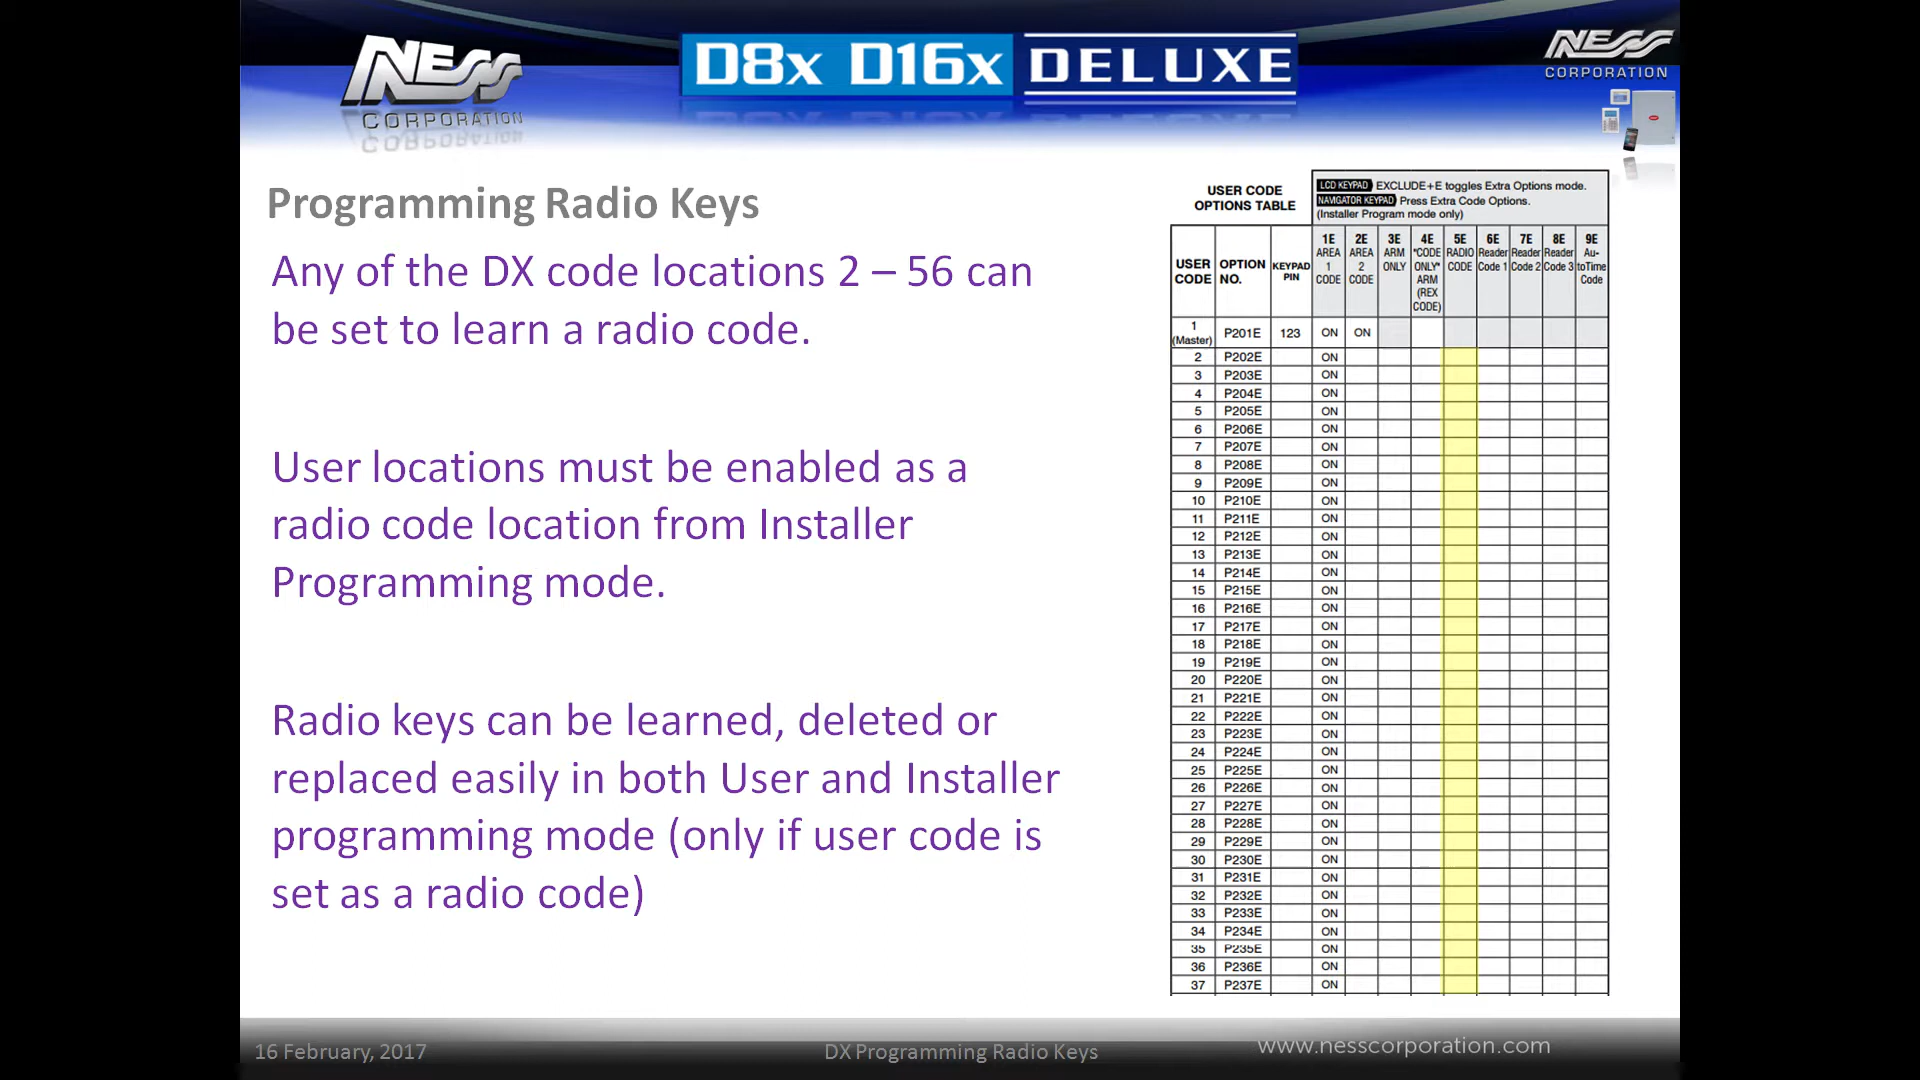 NESS
CORPORATION
D8x D16x DELUXE
NESS
CORPORATION
Programming Radio Keys
Any of the DX code locations 2 – 56 can
be set to learn a radio code.
User locations must be enabled as a
radio code location from Installer
Programming mode.
Radio keys can be learned, deleted or
replaced easily in both User and Installer
programming mode (only if user code is
set as a radio code)
USER CODE
OPTIONS TABLE
LCD KEYPAD EXCLUDE+E toggles Extra Options mode.
NAVIGATOR KEYPAD Press Extra Code Options.
(Installer Program mode only)
USER CODE OPTION NO. KEYPAD PIN 1E AREA 1 CODE 2E AREA 2 CODE 3E ARM ONLY 4E "CODE ONLY" ARM (REX CODE) 5E RADIO CODE 6E Reader Code 1 7E Reader Code 2 8E Reader Code 3 9E Au-toTime Code
1 (Master) P201E 123 ON ON
2 P202E ON
3 P203E ON
4 P204E ON
5 P205E ON
6 P206E ON
7 P207E ON
8 P208E ON
9 P209E ON
10 P210E ON
11 P211E ON
12 P212E ON
13 P213E ON
14 P214E ON
15 P215E ON
16 P216E ON
17 P217E ON
18 P218E ON
19 P219E ON
20 P220E ON
21 P221E ON
22 P222E ON
23 P223E ON
24 P224E ON
25 P225E ON
26 P226E ON
27 P227E ON
28 P228E ON
29 P229E ON
30 P230E ON
31 P231E ON
32 P232E ON
33 P233E ON
34 P234E ON
35 P235E ON
36 P236E ON
37 P237E ON
16 February, 2017
DX Programming Radio Keys
www.nesscorporation.com